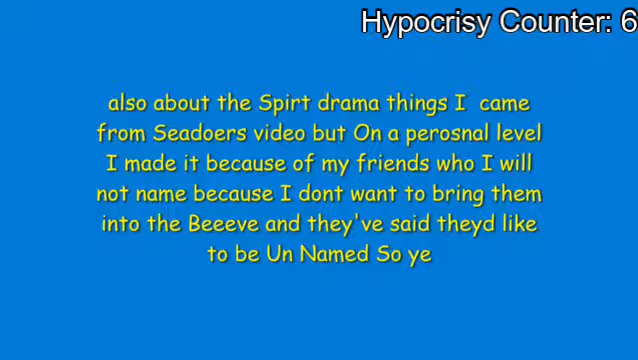 Hypocrisy Counter: 6
also about the Spirt drama things I came
from Seadoers video but On a perosnal level
I made it because of my friends who I will
not name because I dont want to bring them
into the Beeeve and they've said theyd like
to be Un Named So ye